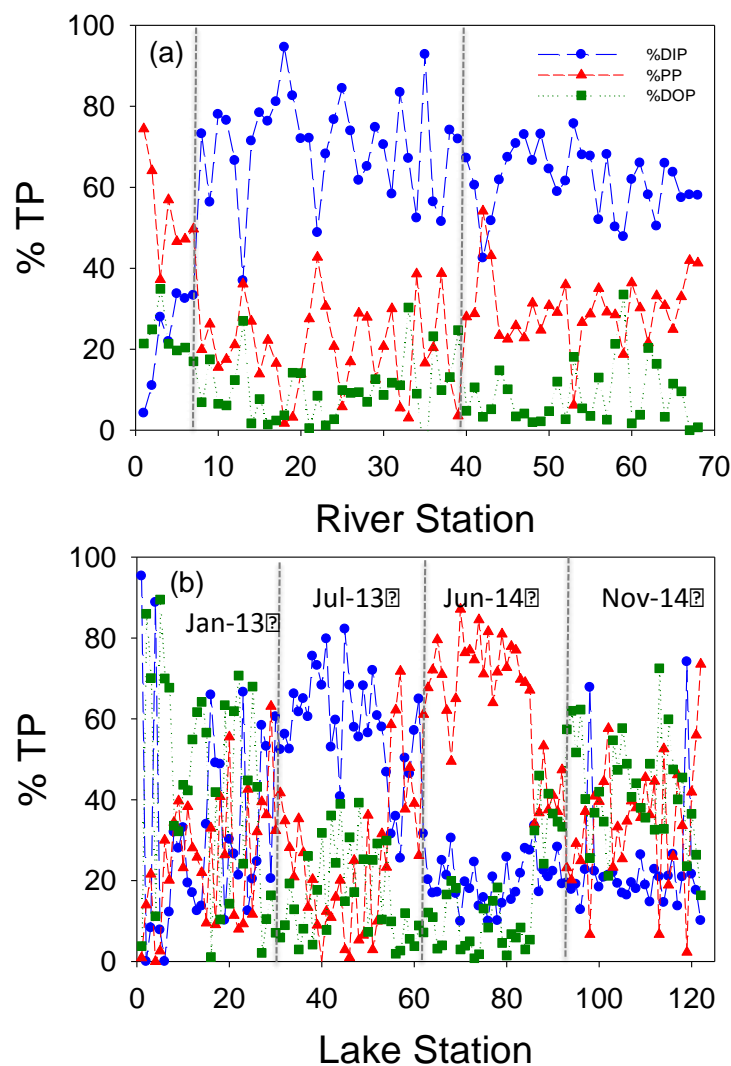 100
(a)
%DIP
%PP
%DOP
80
60
40
20
0
% TP
0 10 20 30 40 50 60 70
River Station
100
(b)
Jan-13
Jul-13
Jun-14
Nov-14
80
60
40
20
0
% TP
0 20 40 60 80 100 120
Lake Station